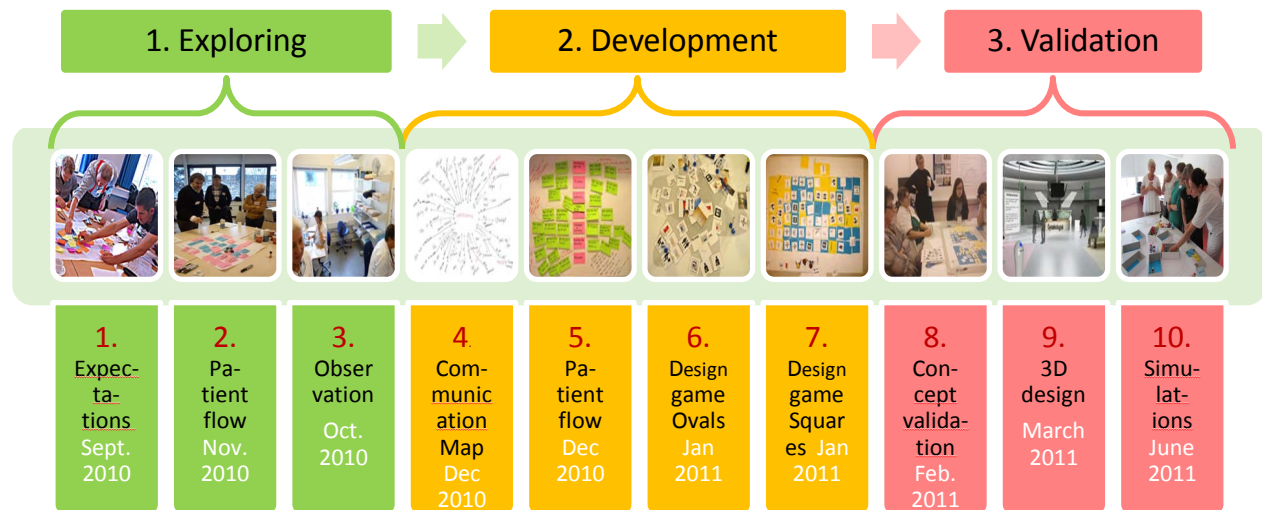 1. Exploring
2. Development
3. Validation
1.
Expec-
ta-
tions
Sept.
2010
2.
Pa-
tient
flow
Nov.
2010
3.
Obser
vation
Oct.
2010
4.
Com-
munic
ation
Map
Dec
2010
5.
Pa-
tient
flow
Dec
2010
6.
Design
game
Ovals
Jan
2011
7.
Design
game
Squar
es Jan
2011
8.
Con-
cept
valida-
tion
Feb.
2011
9.
3D
design
March
2011
10.
Simu-
lat-
ions
June
2011